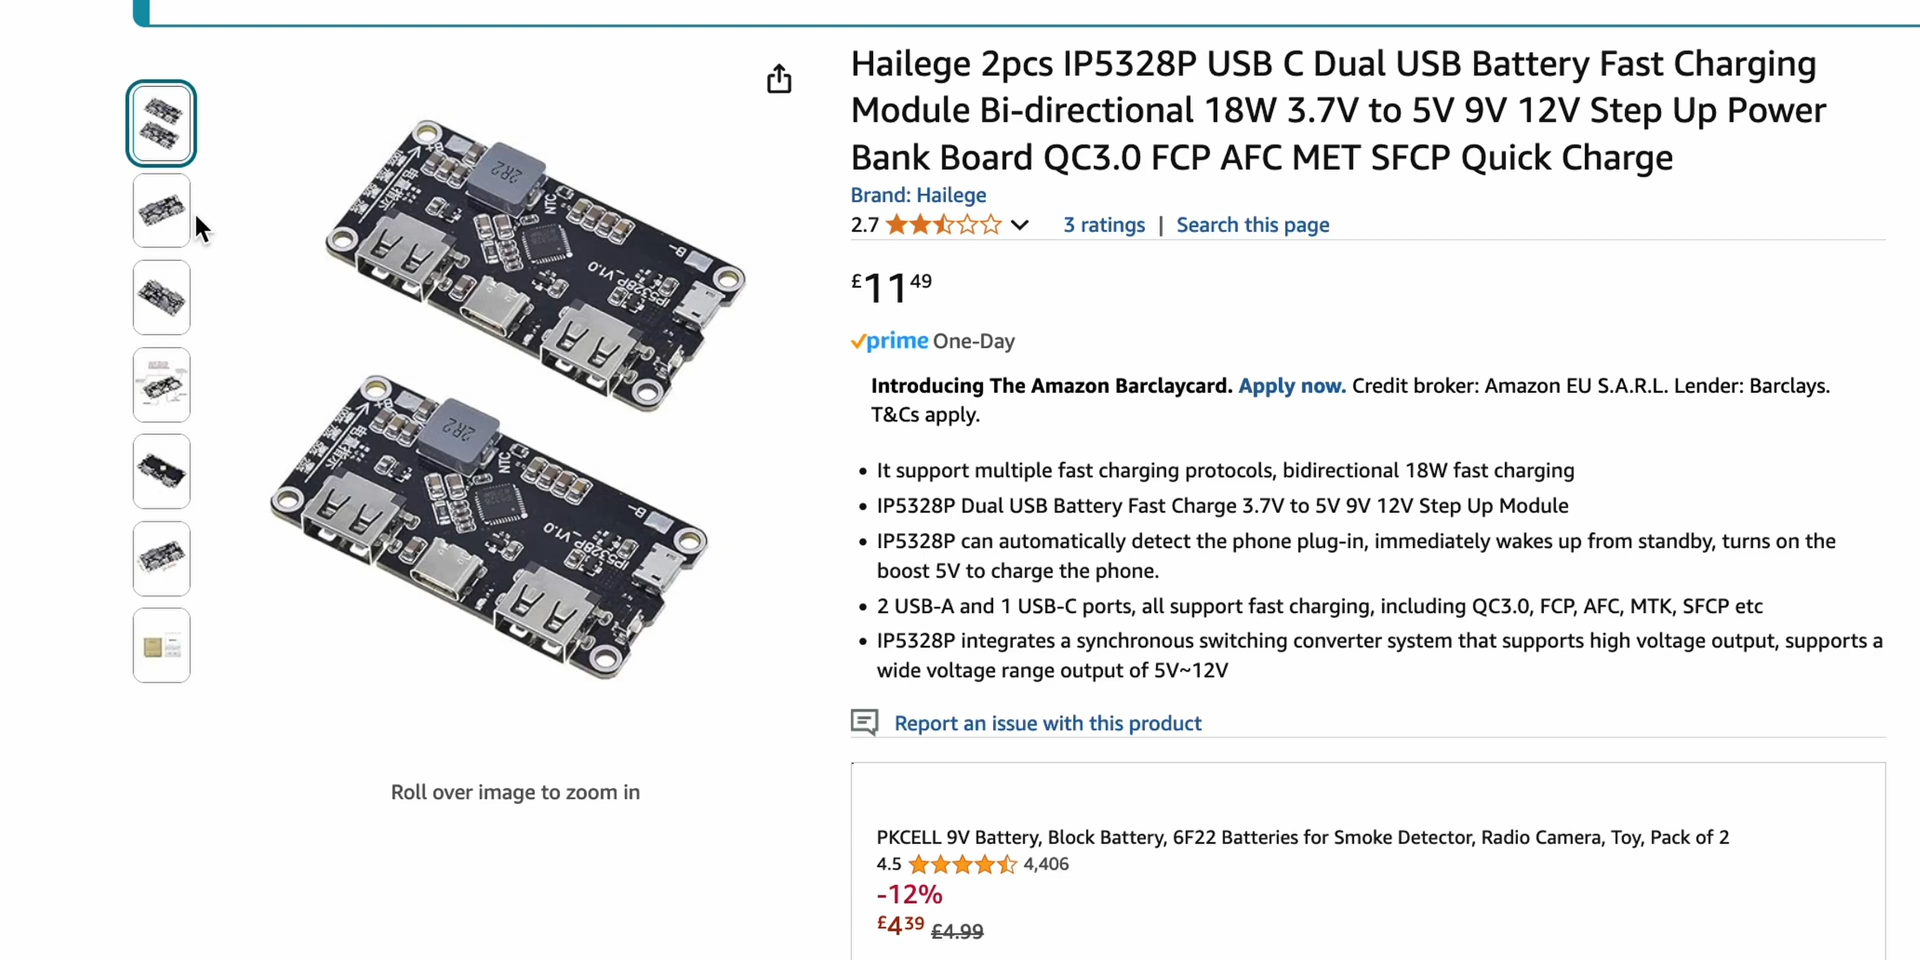 Hailege 2pcs IP5328P USB C Dual USB Battery Fast Charging
Module Bi-directional 18W 3.7V to 5V 9V 12V Step Up Power
Bank Board QC3.0 FCP AFC MET SFCP Quick Charge
Brand: Hailege
2.7 3 ratings | Search this page
£11 49
prime One-Day
Introducing The Amazon Barclaycard. Apply now. Credit broker: Amazon EU S.A.R.L. Lender: Barclays.
T&Cs apply.
• It support multiple fast charging protocols, bidirectional 18W fast charging
• IP5328P Dual USB Battery Fast Charge 3.7V to 5V 9V 12V Step Up Module
• IP5328P can automatically detect the phone plug-in, immediately wakes up from standby, turns on the
boost 5V to charge the phone.
• 2 USB-A and 1 USB-C ports, all support fast charging, including QC3.0, FCP, AFC, MTK, SFCP etc
• IP5328P integrates a synchronous switching converter system that supports high voltage output, supports a
wide voltage range output of 5V~12V
Report an issue with this product
PKCELL 9V Battery, Block Battery, 6F22 Batteries for Smoke Detector, Radio Camera, Toy, Pack of 2
4.5 4,406
-12%
£4 39 £4.99
2R2
NTC
B-
IP5328P_V1.0
2R2
NTC
B-
IP5328P_V1.0
Roll over image to zoom in